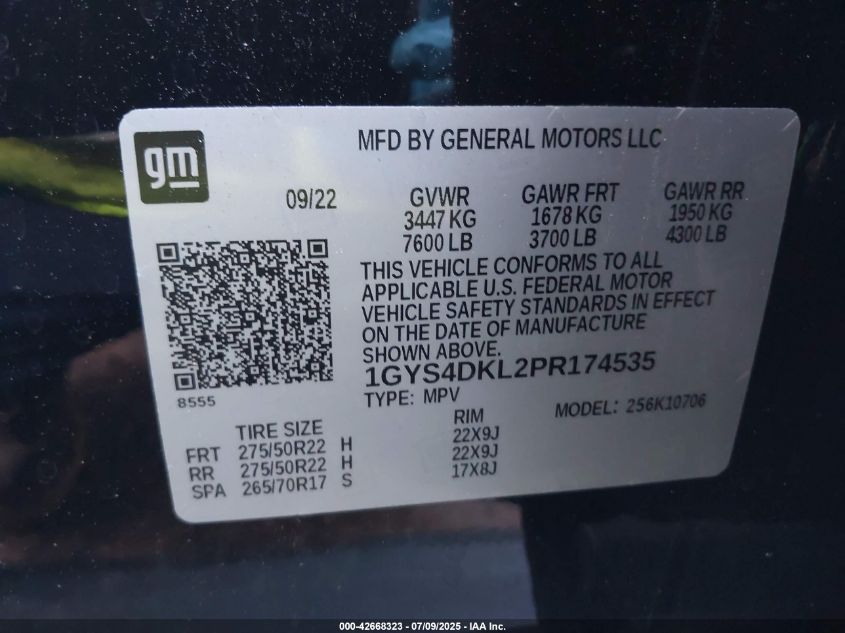 gm
MFD BY GENERAL MOTORS LLC
09/22
GVWR GAWR FRT GAWR RR
3447 KG 1678 KG 1950 KG
7600 LB 3700 LB 4300 LB
THIS VEHICLE CONFORMS TO ALL
APPLICABLE U.S. FEDERAL MOTOR
VEHICLE SAFETY STANDARDS IN EFFECT
ON THE DATE OF MANUFACTURE
SHOWN ABOVE.
1GYS4DKL2PR174535
8555
TYPE: MPV MODEL: 256K10706
TIRE SIZE RIM
FRT 275/50R22 H 22X9J
RR 275/50R22 H 22X9J
SPA 265/70R17 S 17X8J
000-42668323 - 07/09/2025 - IAA Inc.